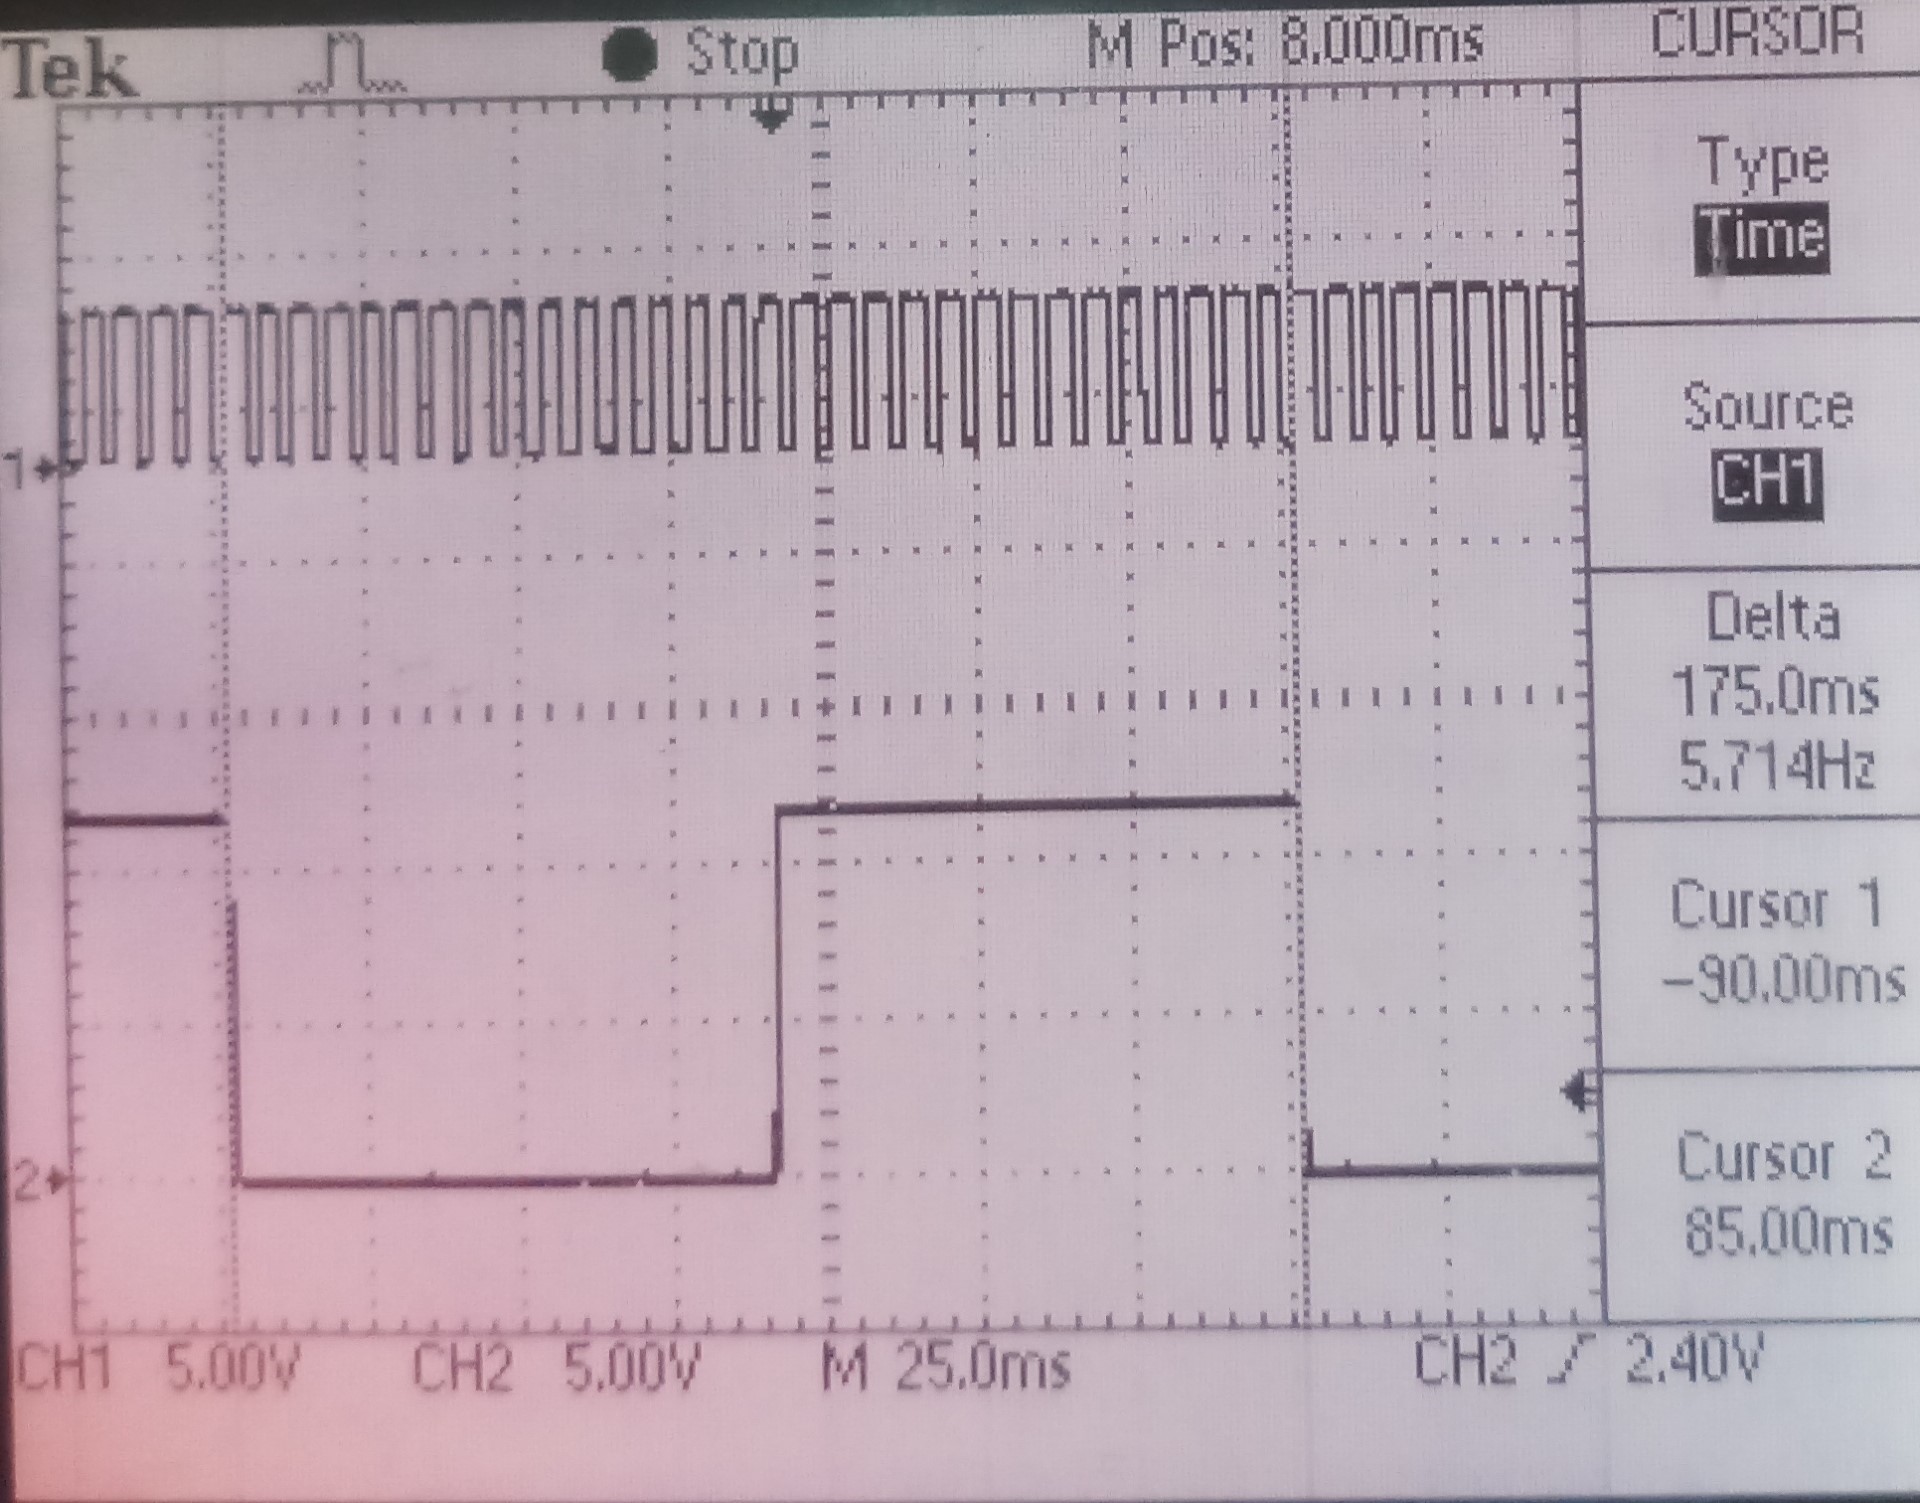 Tek Stop M Pos: 8.000ms CURSOR
Type
Time
Source
CH1
Delta
175.0ms
5.714Hz
Cursor 1
-90.00ms
Cursor 2
85.00ms
1
2
CH1 5.00V CH2 5.00V M 25.0ms CH2 2.40V